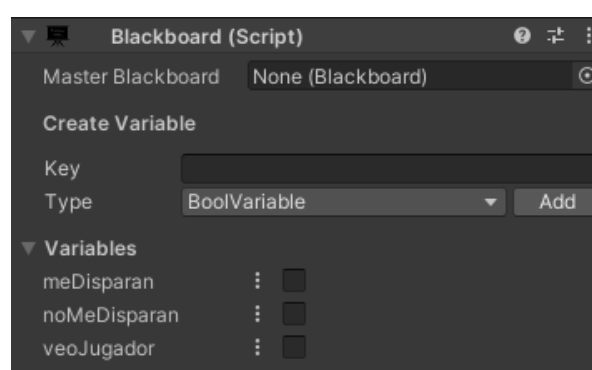 Blackboard (Script)
Master Blackboard None (Blackboard)
Create Variable
Key
Type BoolVariable Add
Variables
meDisparan
noMeDisparan
veoJugador